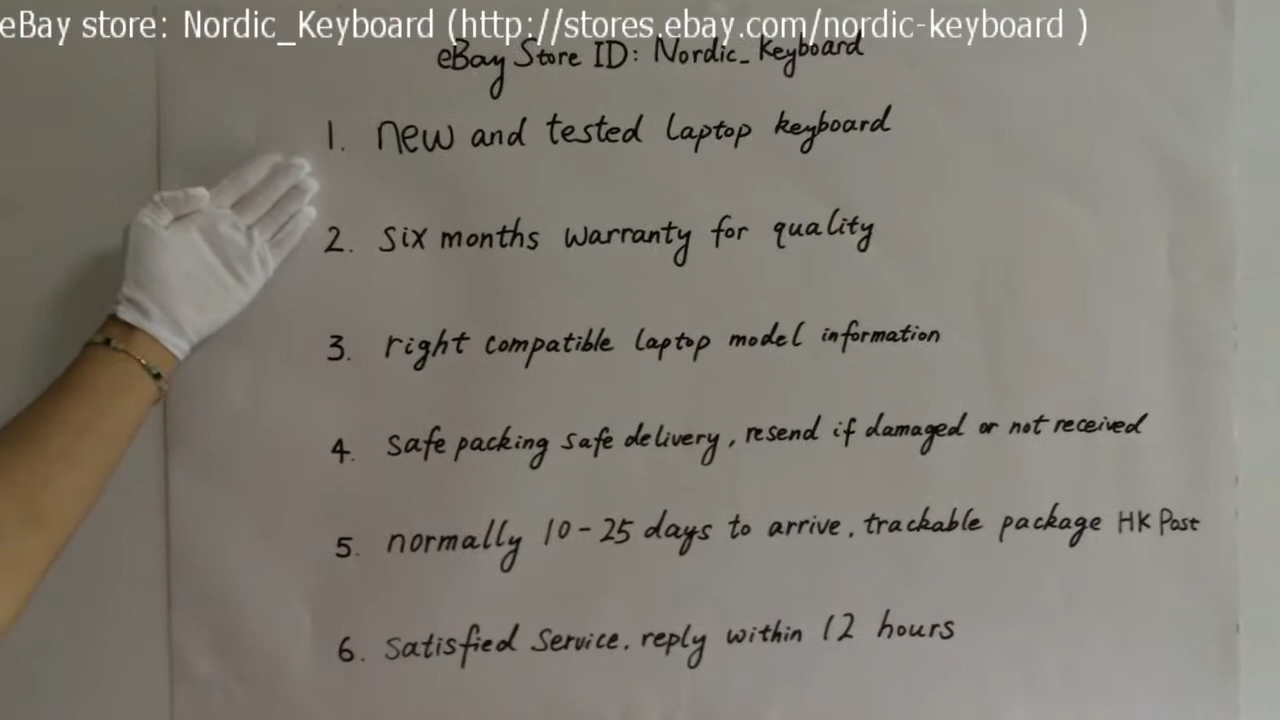 eBay store: Nordic_Keyboard (http://stores.ebay.com/nordic-keyboard )
eBay Store ID: Nordic_Keyboard
1. new and tested laptop keyboard
2. six months warranty for quality
3. right compatible laptop model information
4. safe packing safe delivery, resend if damaged or not received
5. normally 10-25 days to arrive. trackable package HK Post
6. satisfied service. reply within 12 hours